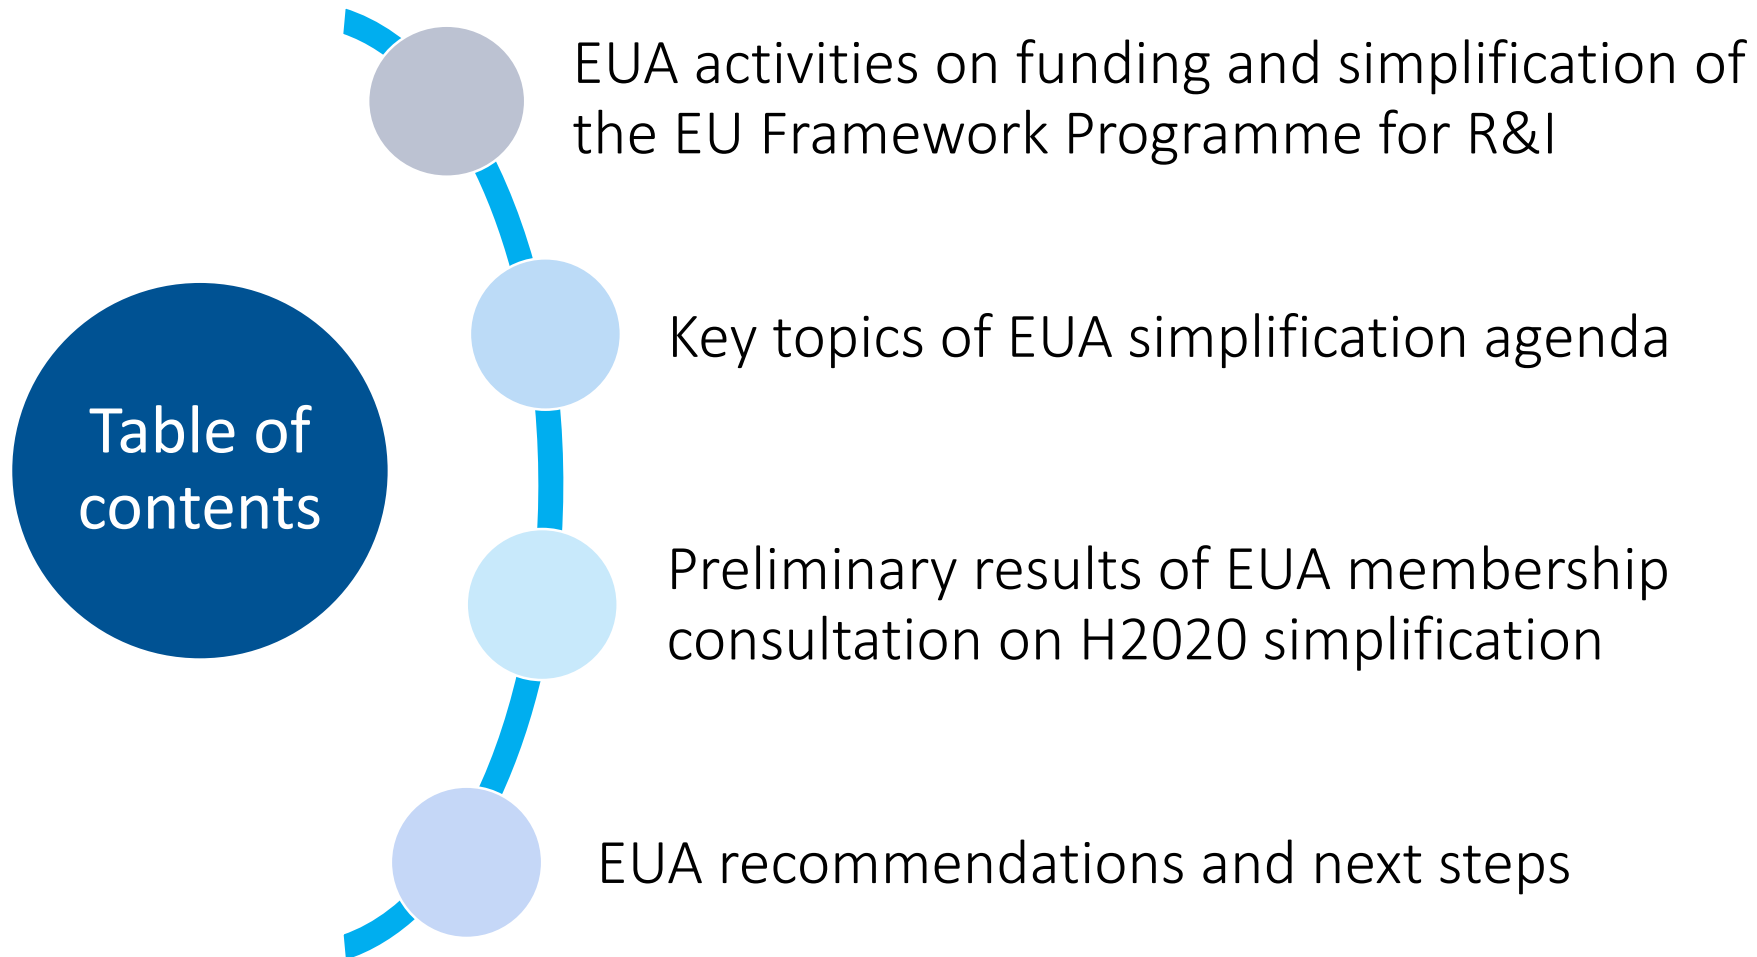 Table of
contents
EUA activities on funding and simplification of
the EU Framework Programme for R&I
Key topics of EUA simplification agenda
Preliminary results of EUA membership
consultation on H2020 simplification
EUA recommendations and next steps